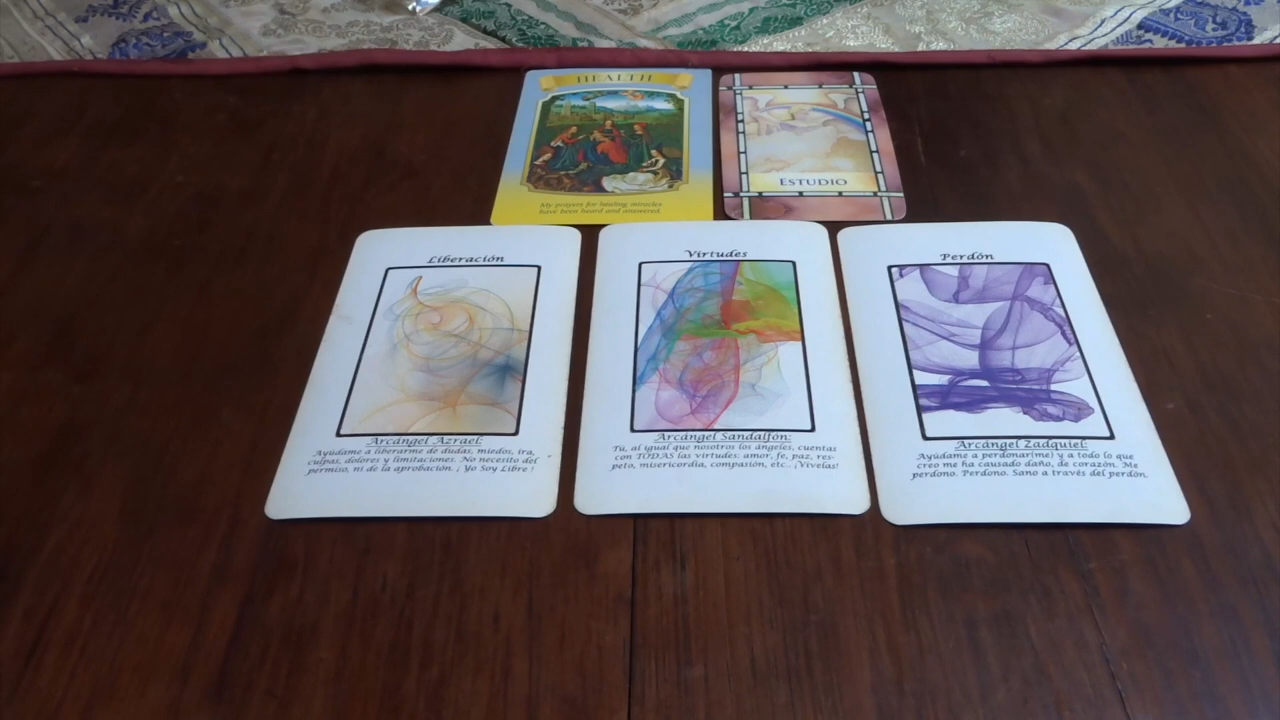 HEALTH
My prayers for healing miracles
have been heard and answered.
ESTUDIO
Liberación
Arcángel Azrael:
Ayúdame a liberarme de dudas, miedos, ira,
culpas, dolores y limitaciones. No necesito del
permiso, ni de la aprobación. ¡ Yo Soy Libre !
Virtudes
Arcángel Sandalfón:
Tú, al igual que nosotros los ángeles, cuentas
con TODAS las virtudes: amor, fe, paz, res-
peto, misericordia, compasión, etc.. ¡Vívelas!
Perdón
Arcángel Zadquiel:
Ayúdame a perdonar(me) y a todo lo que
creo me ha causado daño, de corazón. Me
perdono. Perdono. Sano a través del perdón.